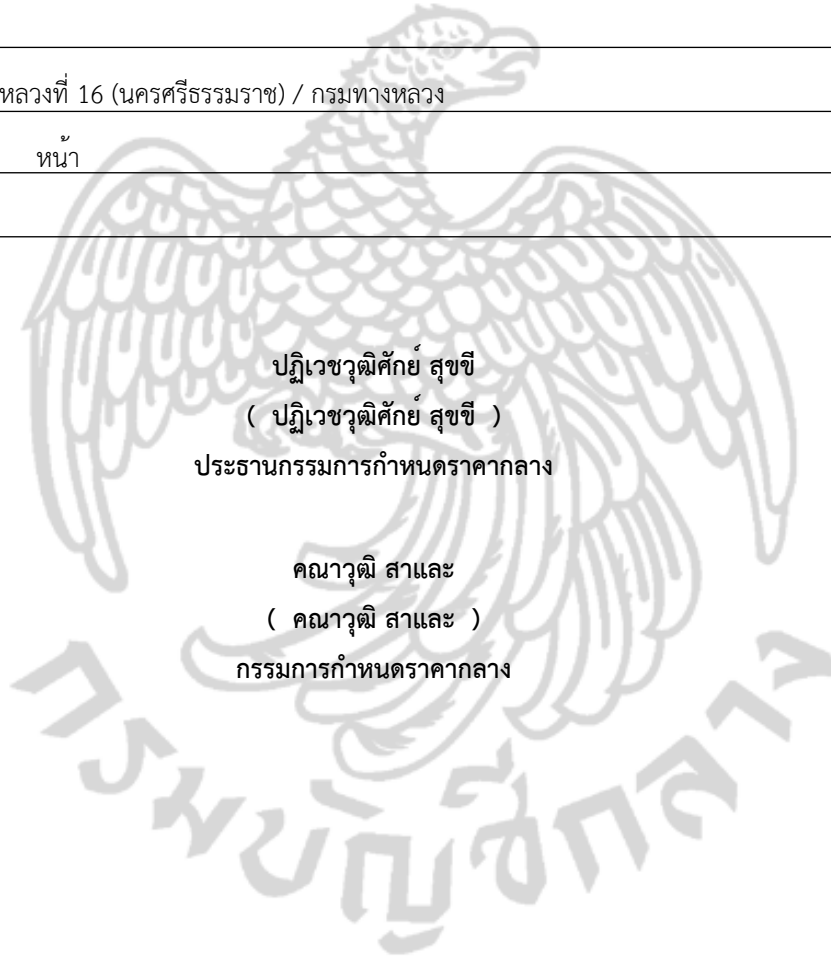 หลวงที่ 16 (นครศรีธรรมราช) / กรมทางหลวง
หน้า
ปฏิเวชวุฒิศักย์ สุขขี
( ปฏิเวชวุฒิศักย์ สุขขี )
ประธานกรรมการกำหนดราคากลาง
คณาวุฒิ สาและ
( คณาวุฒิ สาและ )
กรรมการกำหนดราคากลาง
กรมบัญชีกลาง